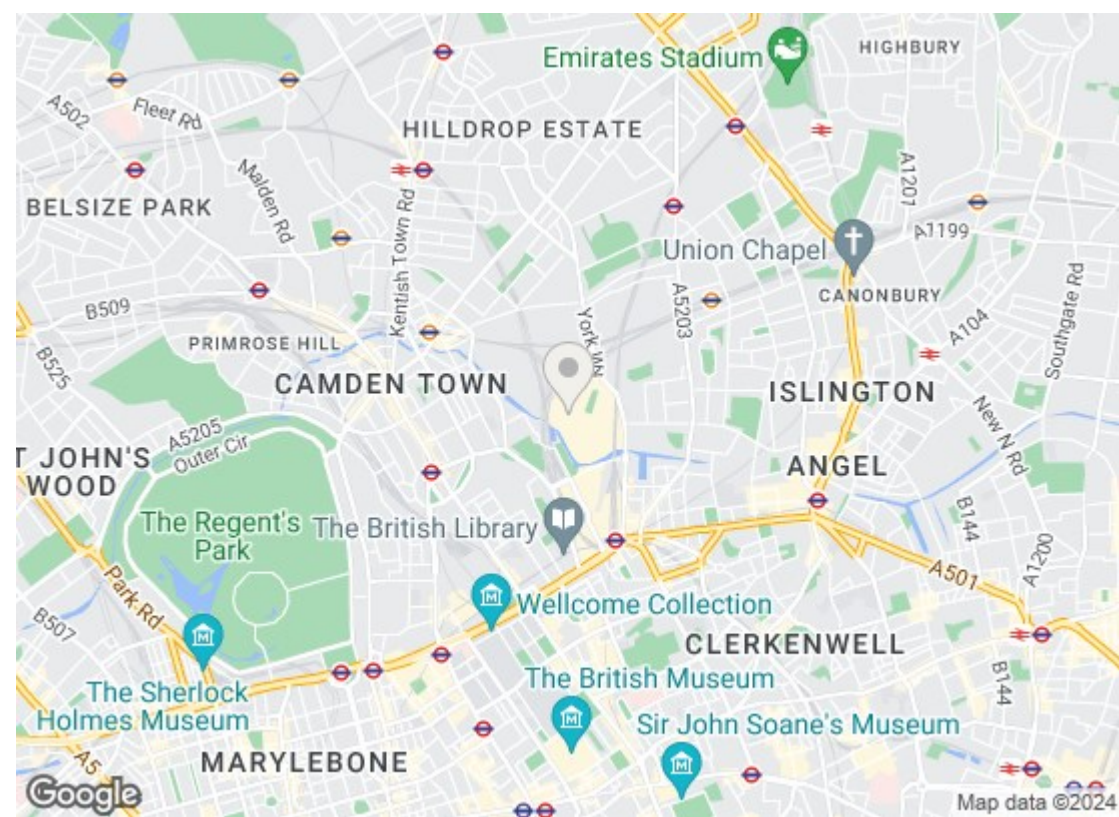 Emirates Stadium
HIGHBURY
A502
Fleet Rd
HILLDROP ESTATE
Malden Rd
A1201
BELSIZE PARK
Kentish Town Rd
Union Chapel
A1199
B509
A5203
CANONBURY
Southgate Rd
York Wy
A104
PRIMROSE HILL
B525
CAMDEN TOWN
ISLINGTON
A5205
Outer Cir
New N Rd
T JOHN'S
WOOD
ANGEL
The Regent's
Park
The British Library
B144
A1200
A501
Park Rd
Wellcome Collection
B507
CLERKENWELL
The Sherlock
Holmes Museum
The British Museum
B144
Sir John Soane's Museum
A5
MARYLEBONE
Google
Map data ©2024